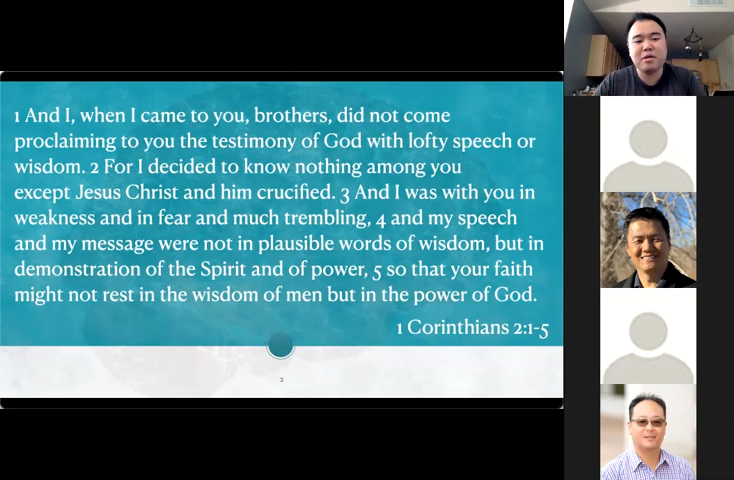 1 And I, when I came to you, brothers, did not come
proclaiming to you the testimony of God with lofty speech or
wisdom. 2 For I decided to know nothing among you
except Jesus Christ and him crucified. 3 And I was with you in
weakness and in fear and much trembling, 4 and my speech
and my message were not in plausible words of wisdom, but in
demonstration of the Spirit and of power, 5 so that your faith
might not rest in the wisdom of men but in the power of God.
1 Corinthians 2:1-5
3